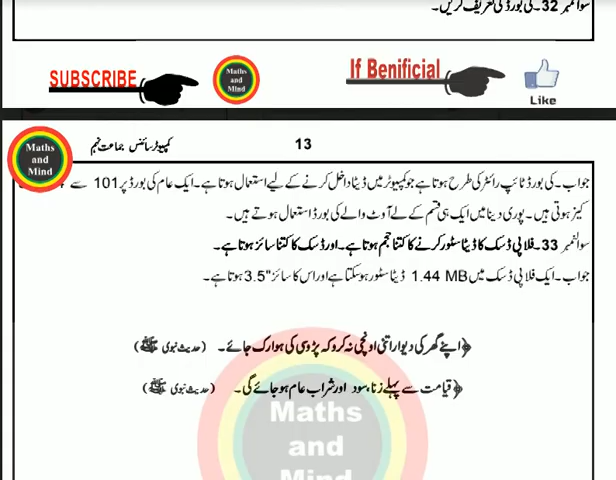 سوالنمبر 32۔کی بورڈ کی تعریف کریں۔
SUBSCRIBE
Maths
and
Mind
If Benificial
Like
Maths
and
Mind
کمپیوٹر سائنس جماعت نہم
13
جواب۔ کی بورڈ ٹائپ رائٹر کی طرح ہوتا ہے جو کمپیوٹر میں ڈیٹا داخل کرنے کے لیے استعمال ہوتا ہے۔ ایک عام کی بورڈ پر 101 سے
کیز ہوتی ہیں۔ پوری دنیا میں ایک ہی قسم کے لے آوٹ والے کی بورڈ استعمال ہوتے ہیں۔
سوالنمبر 33۔فلاپی ڈسک کا ڈیٹا سٹور کرنے کا کتنا حجم ہوتا ہے۔ اور ڈسک کا کتنا سائز ہوتا ہے۔
جواب۔ ایک فلاپی ڈسک میں 1.44 MB ڈیٹا سٹور ہوسکتا ہے اور اس کا سائز "3.5 ہوتا ہے۔
﴿اپنے گھر کی دیوار اتنی اونچی نہ کرو کہ پڑوسی کی ہوا رک جائے۔ (حدیث نبوی ﷺ)
﴿قیامت سے پہلے زنا، سود اور شراب عام ہو جائے گی۔ (حدیث نبوی ﷺ)
Maths
and
Mind